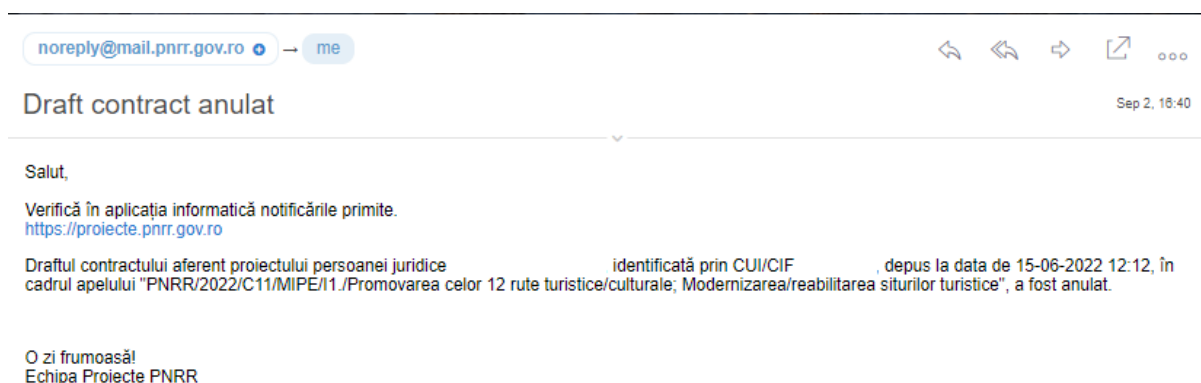 noreply@mail.pnrr.gov.ro → me
Draft contract anulat
Sep 2, 16:40
Salut,
Verifică în aplicația informatică notificările primite.
https://proiecte.pnrr.gov.ro
Draftul contractului aferent proiectului persoanei juridice identificată prin CUI/CIF , depus la data de 15-06-2022 12:12, în
cadrul apelului "PNRR/2022/C11/MIPE/I1./Promovarea celor 12 rute turistice/culturale; Modernizarea/reabilitarea siturilor turistice", a fost anulat.
O zi frumoasă!
Echipa Proiecte PNRR